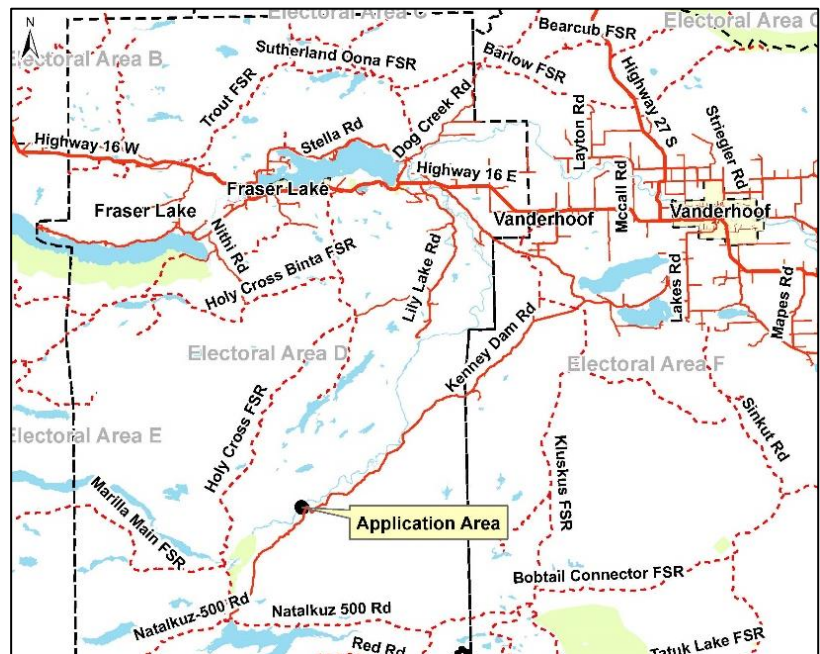 N
Electoral Area C
Electoral Area C
Bearcub FSR
Electoral Area B
Sutherland Oona FSR
Barlow FSR
Trout FSR
Highway 27 S
Dog Creek Rd
Stella Rd
Layton Rd
Striegler Rd
Highway 16 W
Highway 16 E
Mccall Rd
Fraser Lake
Fraser Lake
Vanderhoof
Vanderhoof
Nithi Rd
Holy Cross Binta FSR
Lily Lake Rd
Lakes Rd
Mapes Rd
Kenney Dam Rd
Electoral Area D
Electoral Area F
Holy Cross FSR
Sinkut Rd
Electoral Area E
Kluskus FSR
Marilla Main FSR
Application Area
Bobtail Connector FSR
Natalkuz-500 Rd
Natalkuz 500 Rd
Red Rd
Tatuk Lake FSR